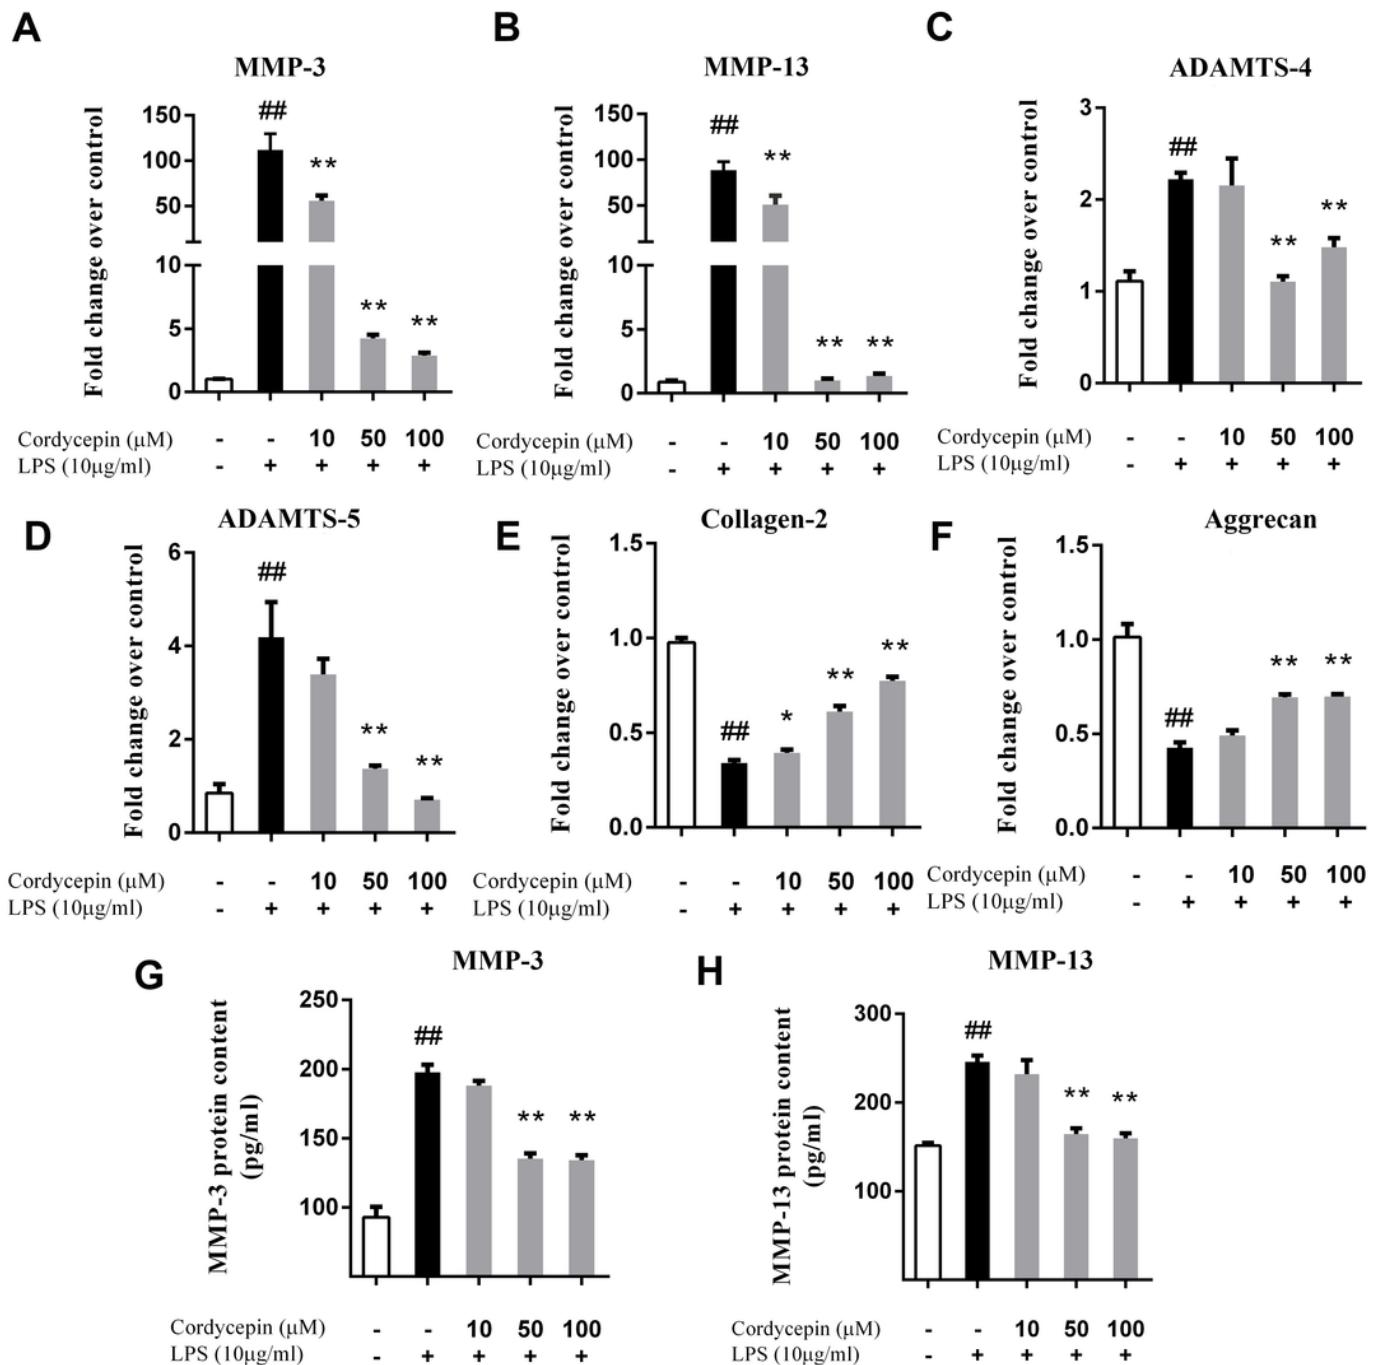 A
MMP-3
Fold change over control
150
100
50
10
5
0
##
**
**
**
Cordycepin (μM) - - 10 50 100
LPS (10μg/ml) - + + + +
B
MMP-13
Fold change over control
150
100
50
10
5
0
##
**
**
**
Cordycepin (μM) - - 10 50 100
LPS (10μg/ml) - + + + +
C
ADAMTS-4
Fold change over control
3
2
1
0
##
**
**
Cordycepin (μM) - - 10 50 100
LPS (10μg/ml) - + + + +
D
ADAMTS-5
Fold change over control
6
4
2
0
##
**
**
Cordycepin (μM) - - 10 50 100
LPS (10μg/ml) - + + + +
E
Collagen-2
Fold change over control
1.5
1.0
0.5
0.0
##
*
**
**
Cordycepin (μM) - - 10 50 100
LPS (10μg/ml) - + + + +
F
Aggrecan
Fold change over control
1.5
1.0
0.5
0.0
##
**
**
Cordycepin (μM) - - 10 50 100
LPS (10μg/ml) - + + + +
G
MMP-3
MMP-3 protein content
(pg/ml)
250
200
150
100
##
**
**
Cordycepin (μM) - - 10 50 100
LPS (10μg/ml) - + + + +
H
MMP-13
MMP-13 protein content
(pg/ml)
300
200
100
##
**
**
Cordycepin (μM) - - 10 50 100
LPS (10μg/ml) - + + + +